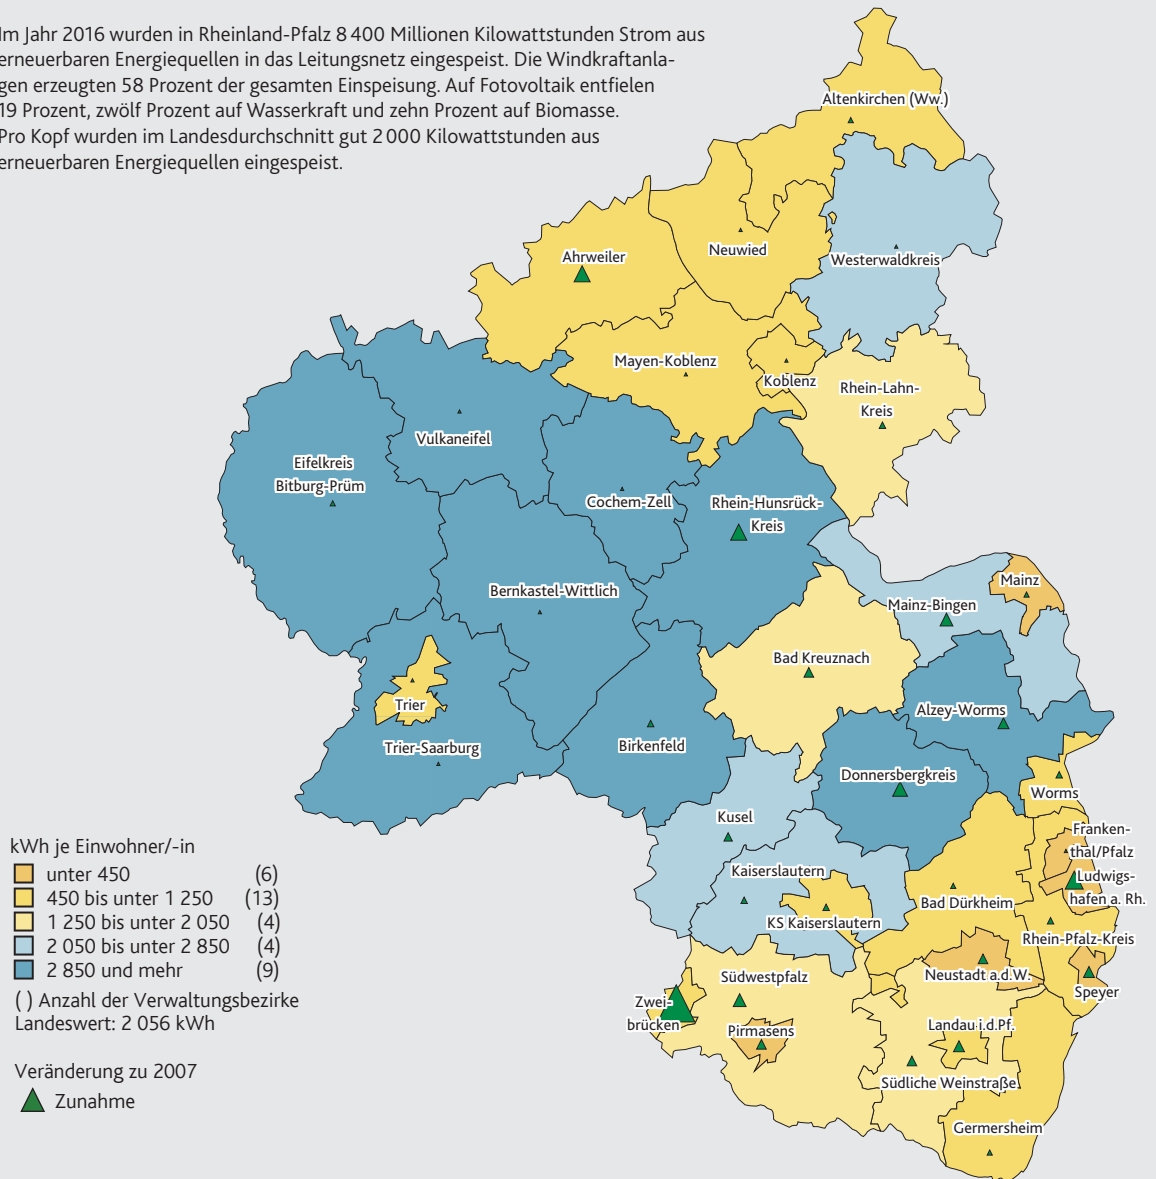 Im Jahr 2016 wurden in Rheinland-Pfalz 8 400 Millionen Kilowattstunden Strom aus
erneuerbaren Energiequellen in das Leitungsnetz eingespeist. Die Windkraftanla-
gen erzeugten 58 Prozent der gesamten Einspeisung. Auf Fotovoltaik entfielen
19 Prozent, zwölf Prozent auf Wasserkraft und zehn Prozent auf Biomasse.
Pro Kopf wurden im Landesdurchschnitt gut 2 000 Kilowattstunden aus
erneuerbaren Energiequellen eingespeist.
Altenkirchen (Ww.)
Neuwied
Ahrweiler
Westerwaldkreis
Mayen-Koblenz
Koblenz
Rhein-Lahn-
Kreis
Vulkaneifel
Eifelkreis
Bitburg-Prüm
Cochem-Zell
Rhein-Hunsrück-
Kreis
Bernkastel-Wittlich
Mainz
Mainz-Bingen
Bad Kreuznach
Trier
Alzey-Worms
Trier-Saarburg
Birkenfeld
Donnersbergkreis
Worms
Kusel
Franken-
thal/Pfalz
Kaiserslautern
Ludwigs-
hafen a. Rh.
Bad Dürkheim
KS Kaiserslautern
Rhein-Pfalz-Kreis
Neustadt a.d.W.
Südwestpfalz
Speyer
Zwei-
brücken
Pirmasens
Landau i.d.Pf.
Südliche Weinstraße
Germersheim
kWh je Einwohner/-in
unter 450 (6)
450 bis unter 1 250 (13)
1 250 bis unter 2 050 (4)
2 050 bis unter 2 850 (4)
2 850 und mehr (9)
( ) Anzahl der Verwaltungsbezirke
Landeswert: 2 056 kWh
Veränderung zu 2007
Zunahme